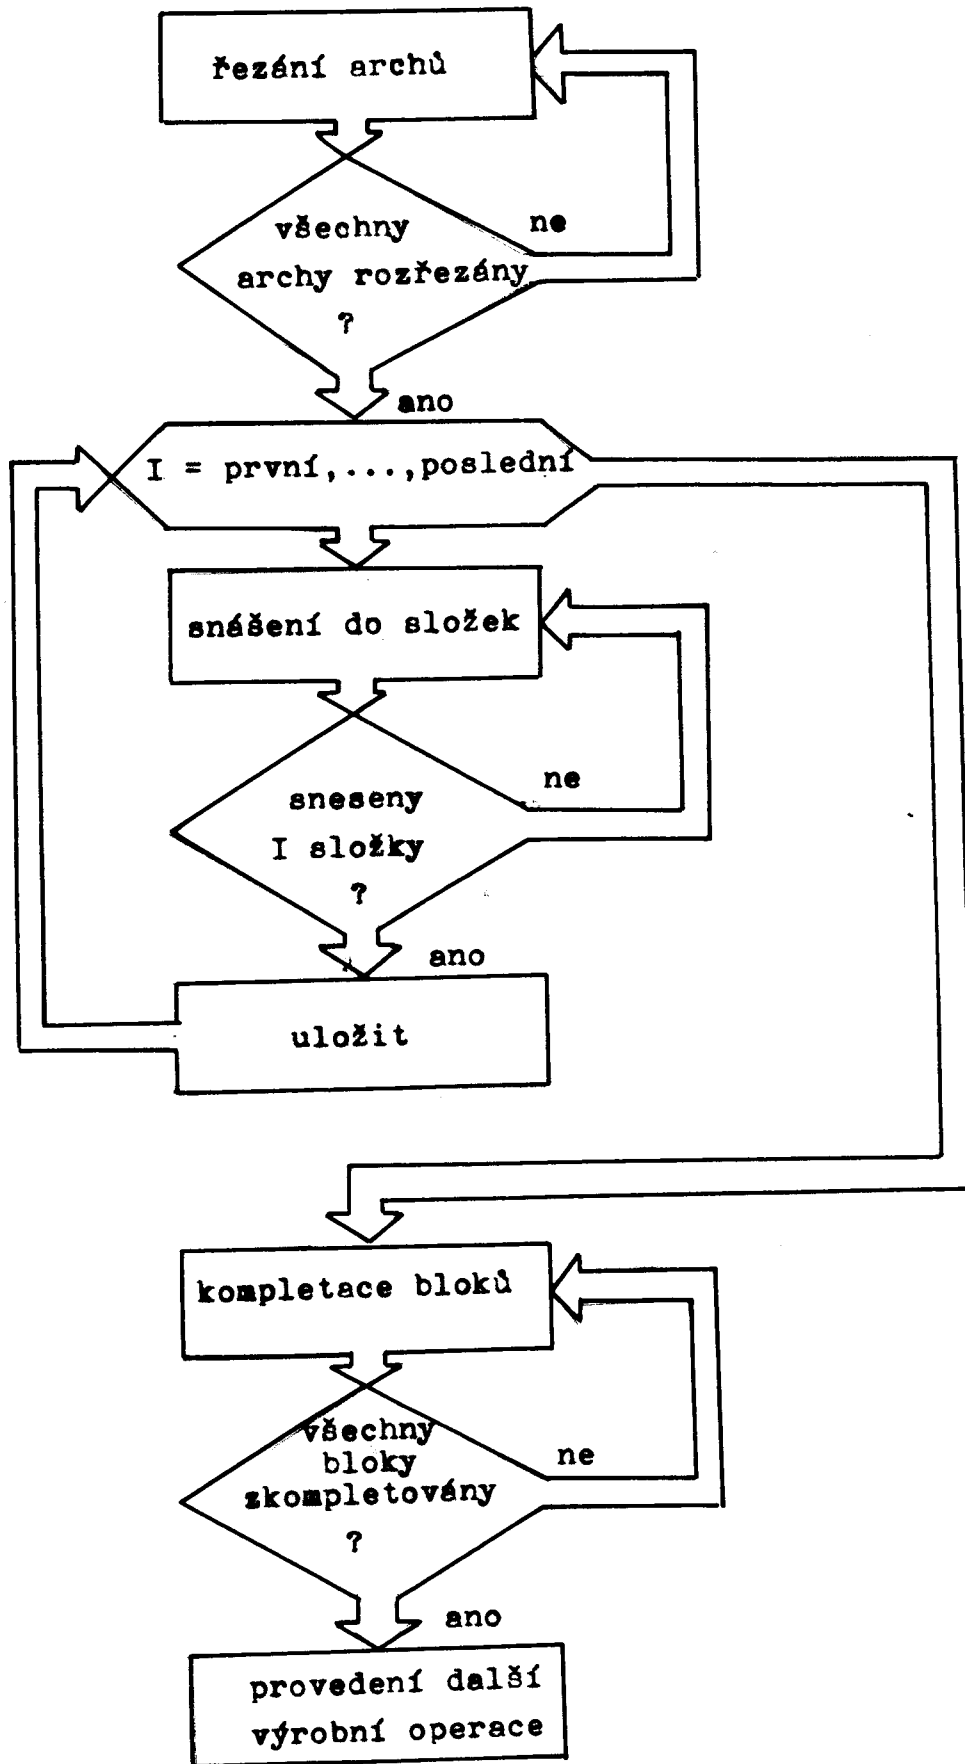 řezání archů
ne
všechny
archy rozřezány
?
ano
I = první,...,poslední
snášení do složek
ne
sneseny
I složky
?
ano
uložit
kompletace bloků
všechny
ne
bloky
zkompletovány
?
ano
provedení další
výrobní operace